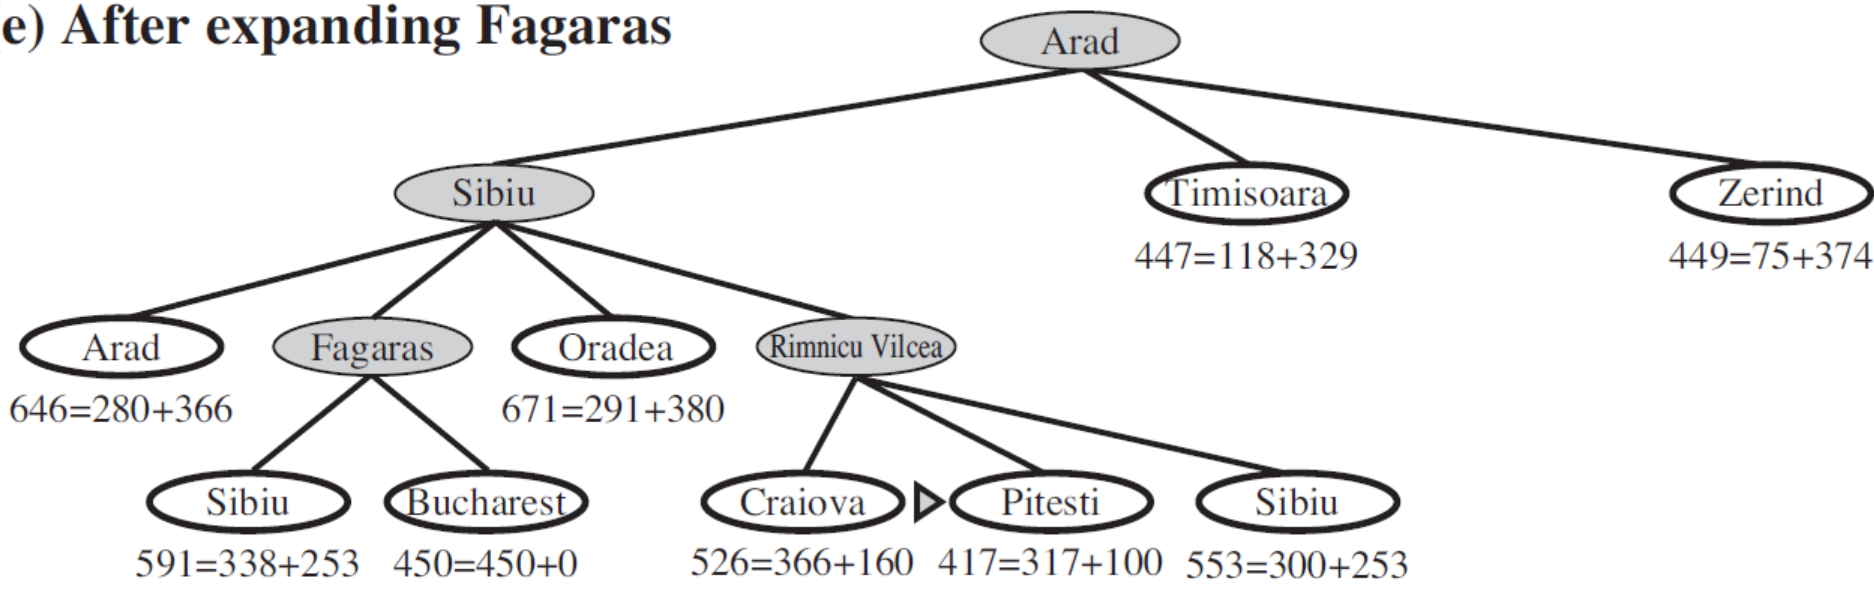 e) After expanding Fagaras
Arad
Sibiu Timisoara Zerind
447=118+329 449=75+374
Arad Fagaras Oradea Rimnicu Vilcea
646=280+366 671=291+380
Sibiu Bucharest Craiova Pitesti Sibiu
591=338+253 450=450+0 526=366+160 417=317+100 553=300+253